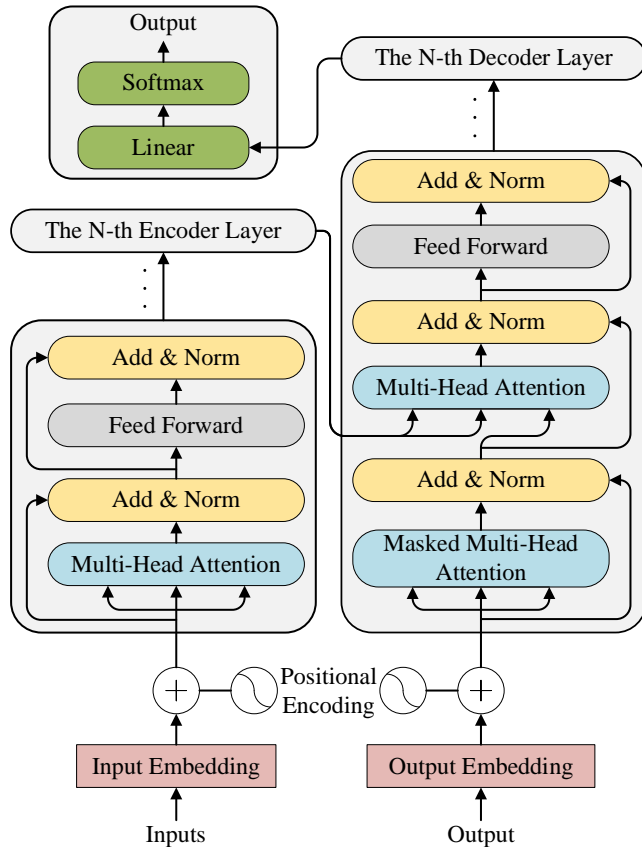 Output
Softmax
Linear
The N-th Decoder Layer
Add & Norm
Feed Forward
Add & Norm
Multi-Head Attention
Add & Norm
Masked Multi-Head
Attention
The N-th Encoder Layer
Add & Norm
Feed Forward
Add & Norm
Multi-Head Attention
Positional
Encoding
Input Embedding
Output Embedding
Inputs
Output